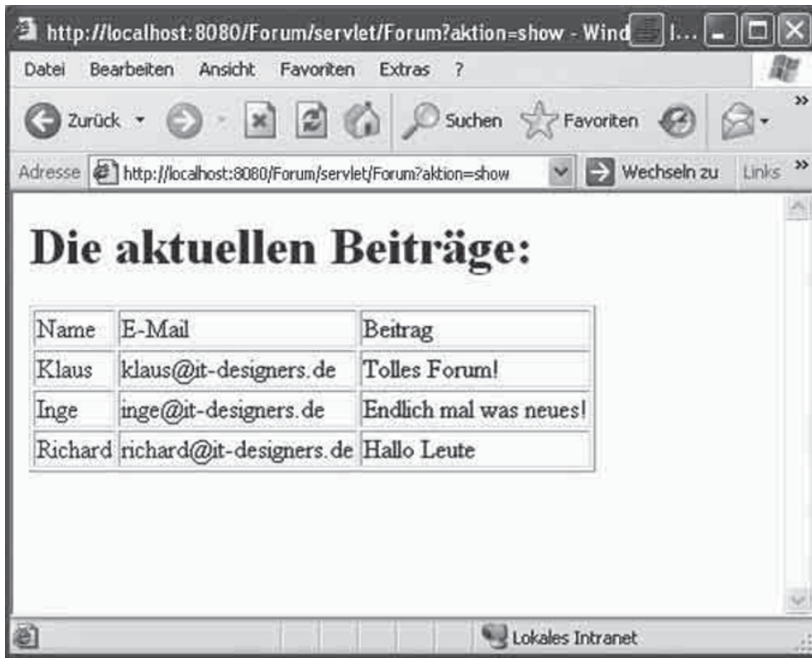 http://localhost:8080/Forum/servlet/Forum?aktion=show - Wind I...
Datei Bearbeiten Ansicht Favoriten Extras ?
Zurück Suchen Favoriten »
Adresse http://localhost:8080/Forum/servlet/Forum?aktion=show Wechseln zu Links »
Die aktuellen Beiträge:
Name E-Mail Beitrag
Klaus klaus@it-designers.de Tolles Forum!
Inge inge@it-designers.de Endlich mal was neues!
Richard richard@it-designers.de Hallo Leute
Lokales Intranet